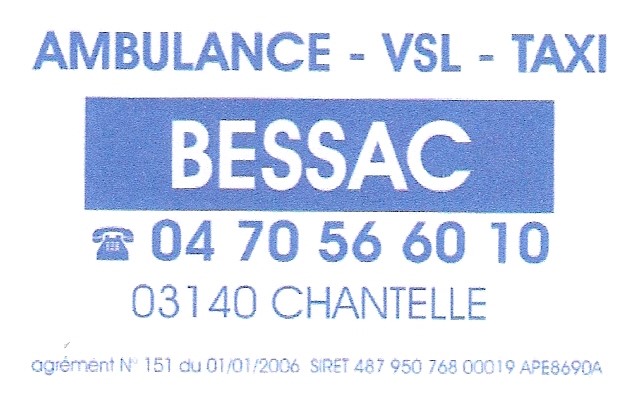 AMBULANCE - VSL - TAXI
BESSAC
☎ 04 70 56 60 10
03140 CHANTELLE
agrément N° 151 du 01/01/2006 SIRET 487 950 768 00019 APE8690A